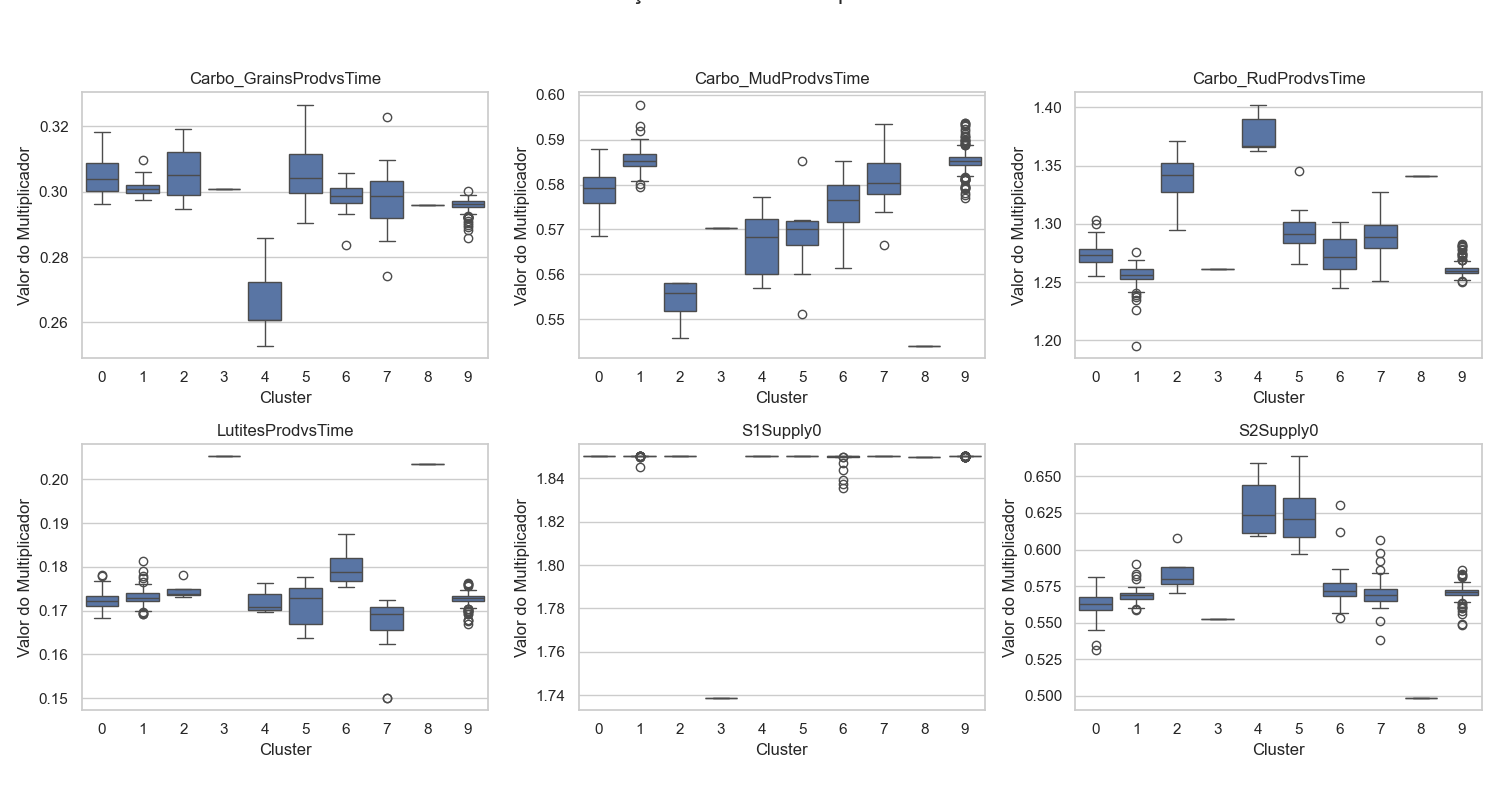 Carbo_GrainsProdvsTime
Valor do Multiplicador
0.32
0.30
0.28
0.26
0 1 2 3 4 5 6 7 8 9
Cluster
Carbo_MudProdvsTime
Valor do Multiplicador
0.60
0.59
0.58
0.57
0.56
0.55
0 1 2 3 4 5 6 7 8 9
Cluster
Carbo_RudProdvsTime
Valor do Multiplicador
1.40
1.35
1.30
1.25
1.20
0 1 2 3 4 5 6 7 8 9
Cluster
LutitesProdvsTime
Valor do Multiplicador
0.20
0.19
0.18
0.17
0.16
0.15
0 1 2 3 4 5 6 7 8 9
Cluster
S1Supply0
Valor do Multiplicador
1.84
1.82
1.80
1.78
1.76
1.74
0 1 2 3 4 5 6 7 8 9
Cluster
S2Supply0
Valor do Multiplicador
0.650
0.625
0.600
0.575
0.550
0.525
0.500
0 1 2 3 4 5 6 7 8 9
Cluster